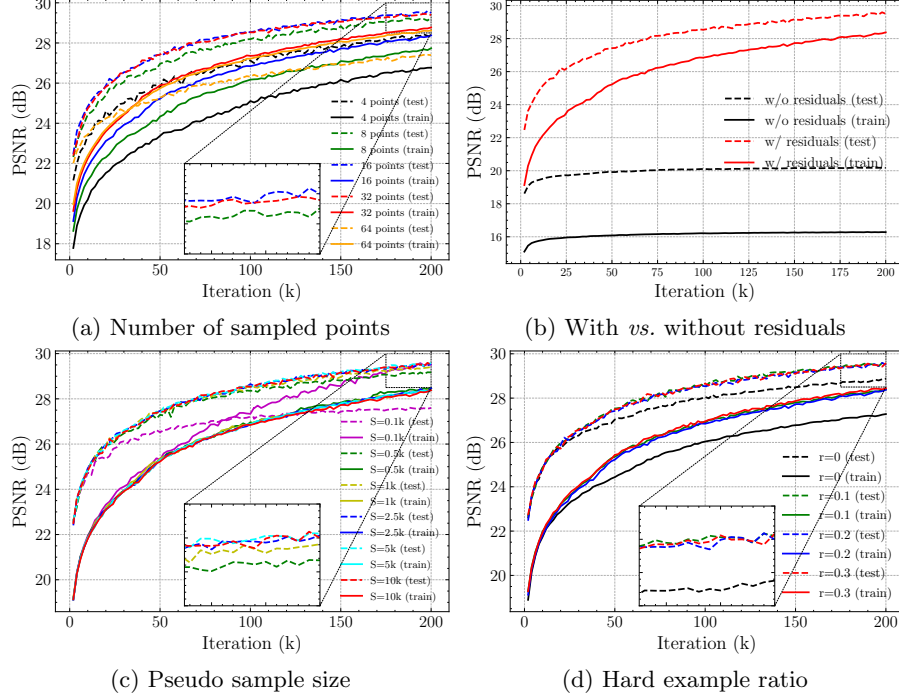 30
28
26
24
22
20
18
PSNR (dB)
4 points (test)
4 points (train)
8 points (test)
8 points (train)
16 points (test)
16 points (train)
32 points (test)
32 points (train)
64 points (test)
64 points (train)
0 50 100 150 200
Iteration (k)
(a) Number of sampled points
30
28
26
24
22
20
18
16
PSNR (dB)
w/o residuals (test)
w/o residuals (train)
w/ residuals (test)
w/ residuals (train)
0 25 50 75 100 125 150 175 200
Iteration (k)
(b) With vs. without residuals
30
28
26
24
22
20
PSNR (dB)
S=0.1k (test)
S=0.1k (train)
S=0.5k (test)
S=0.5k (train)
S=1k (test)
S=1k (train)
S=2.5k (test)
S=2.5k (train)
S=5k (test)
S=5k (train)
S=10k (test)
S=10k (train)
0 50 100 150 200
Iteration (k)
(c) Pseudo sample size
30
28
26
24
22
20
PSNR (dB)
r=0 (test)
r=0 (train)
r=0.1 (test)
r=0.1 (train)
r=0.2 (test)
r=0.2 (train)
r=0.3 (test)
r=0.3 (train)
0 50 100 150 200
Iteration (k)
(d) Hard example ratio